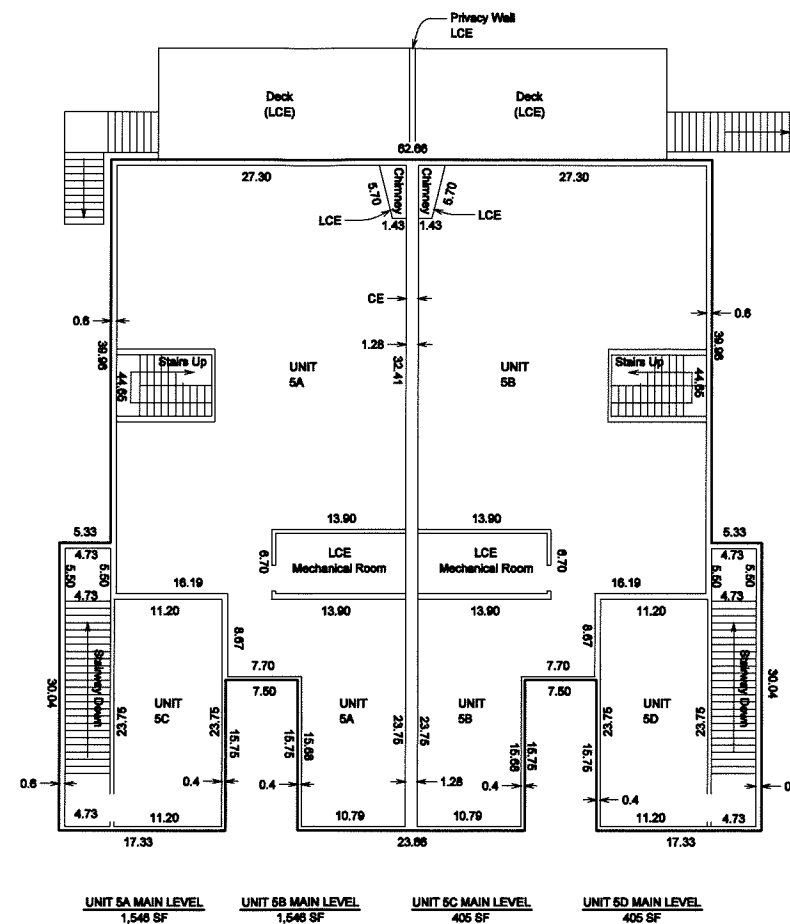 Privacy Wall
LCE
Deck
(LCE)
Deck
(LCE)
62.66
27.30
27.30
Chimney
Chimney
5.70
5.70
LCE
LCE
1.43
1.43
CE
0.6
0.6
1.28
39.96
39.96
Stairs Up
Stairs Up
32.41
UNIT
5A
UNIT
5B
44.65
44.65
13.90
13.90
5.33
5.33
4.73
4.73
LCE
Mechanical Room
LCE
Mechanical Room
6.70
6.70
5.50
5.50
5.50
5.50
4.73
4.73
16.19
16.19
11.20
13.90
13.90
11.20
8.67
8.67
Stairway Down
Stairway Down
7.70
7.70
7.50
7.50
30.04
30.04
UNIT
5C
UNIT
5A
UNIT
5B
UNIT
5D
23.75
23.75
23.75
23.75
23.75
23.75
15.75
15.75
15.68
15.68
15.75
15.75
0.6
0.4
0.4
1.28
0.4
0.4
4.73
11.20
10.79
10.79
11.20
4.73
17.33
23.66
17.33
UNIT 5A MAIN LEVEL
1,546 SF
UNIT 5B MAIN LEVEL
1,546 SF
UNIT 5C MAIN LEVEL
405 SF
UNIT 5D MAIN LEVEL
405 SF